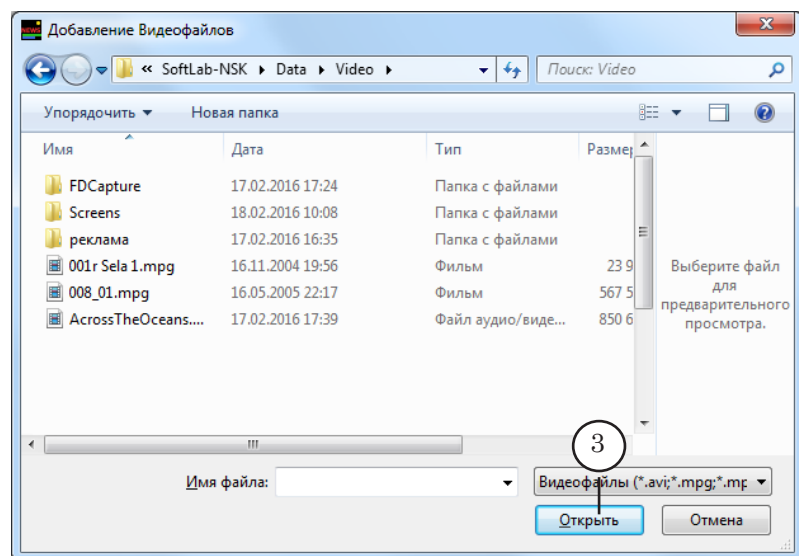 NEWS Добавление Видеофайлов
« SoftLab-NSK Data Video Поиск: Video
Упорядочить Новая папка
Имя Дата Тип Размер
FDCapture 17.02.2016 17:24 Папка с файлами
Screens 18.02.2016 10:08 Папка с файлами
реклама 17.02.2016 16:35 Папка с файлами
001r Sela 1.mpg 16.11.2004 19:56 Фильм 23 9
008_01.mpg 16.05.2005 22:17 Фильм 567 5
AcrossTheOceans.... 17.02.2016 17:39 Файл аудио/виде... 850 6
Выберите файл
для
предварительного
просмотра.
3
Имя файла: Видеофайлы (*.avi;*.mpg;*.mp
Открыть Отмена